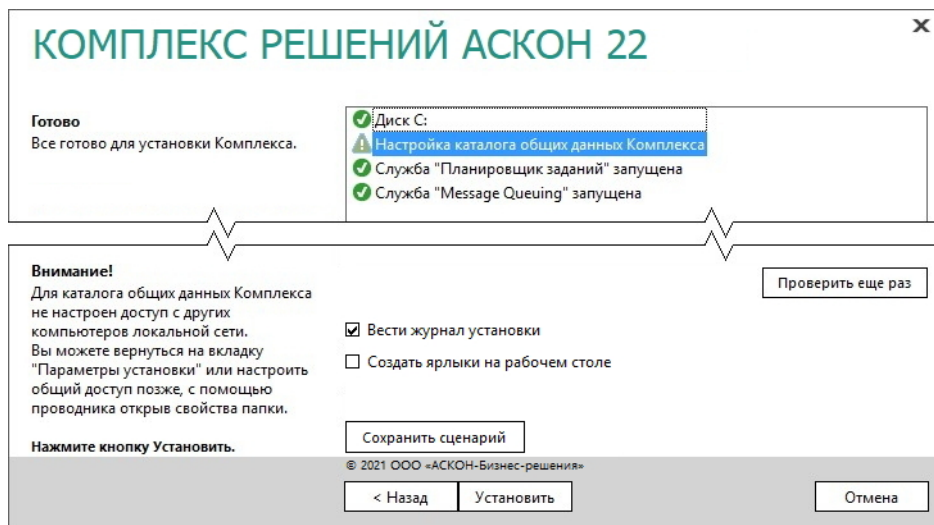 КОМПЛЕКС РЕШЕНИЙ АСКОН 22
Готово
Все готово для установки Комплекса.
Диск C:
Настройка каталога общих данных Комплекса
Служба "Планировщик заданий" запущена
Служба "Message Queuing" запущена
Внимание!
Для каталога общих данных Комплекса
не настроен доступ с других
компьютеров локальной сети.
Вы можете вернуться на вкладку
"Параметры установки" или настроить
общий доступ позже, с помощью
проводника открыв свойства папки.
Нажмите кнопку Установить.
Проверить еще раз
Вести журнал установки
Создать ярлыки на рабочем столе
Сохранить сценарий
© 2021 ООО «АСКОН-Бизнес-решения»
< Назад
Установить
Отмена